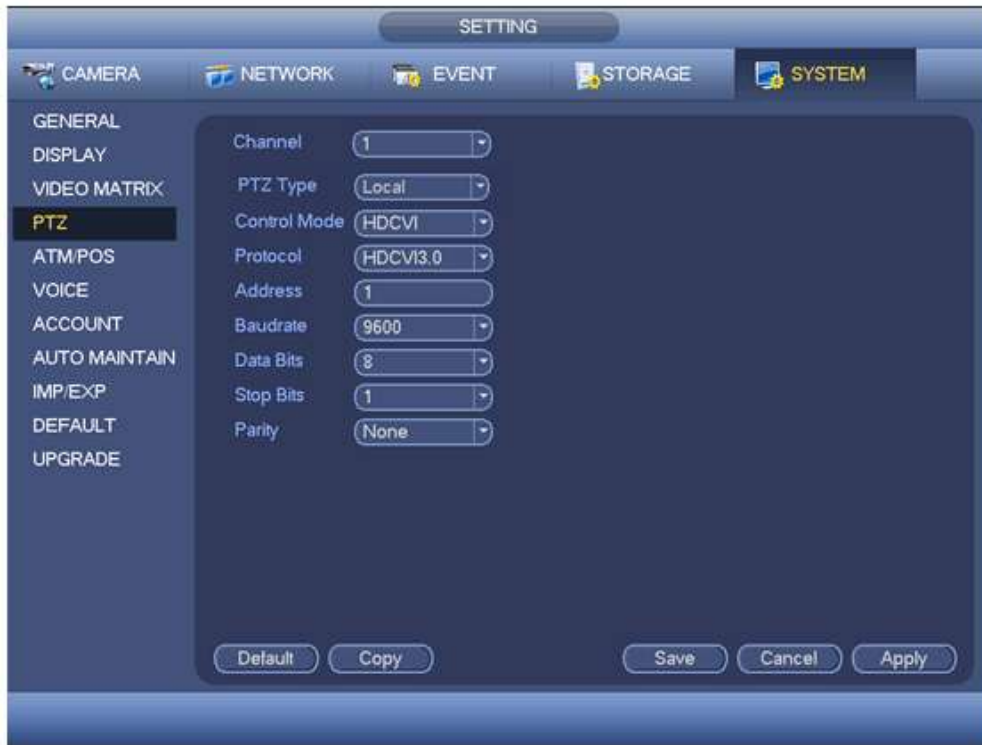 SETTING
CAMERA NETWORK EVENT STORAGE SYSTEM
GENERAL
DISPLAY
VIDEO MATRIX
PTZ
ATM/POS
VOICE
ACCOUNT
AUTO MAINTAIN
IMP/EXP
DEFAULT
UPGRADE
Channel 1
PTZ Type Local
Control Mode HDCVI
Protocol HDCVI3.0
Address 1
Baudrate 9600
Data Bits 8
Stop Bits 1
Parity None
Default Copy Save Cancel Apply